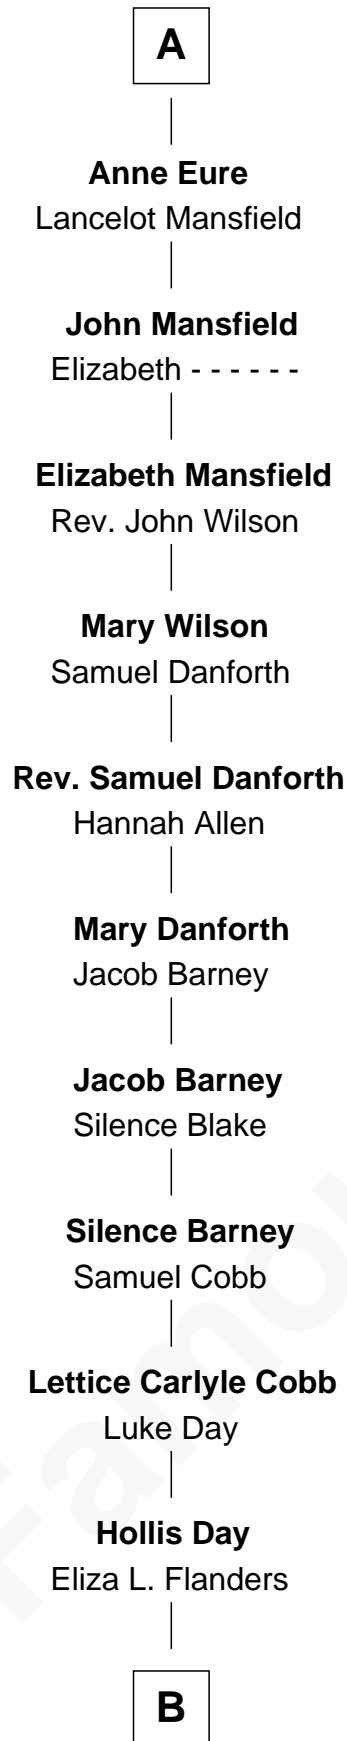 A
Anne Eure
Lancelot Mansfield
John Mansfield
Elizabeth - - - - - -
Elizabeth Mansfield
Rev. John Wilson
Mary Wilson
Samuel Danforth
Rev. Samuel Danforth
Hannah Allen
Mary Danforth
Jacob Barney
Jacob Barney
Silence Blake
Silence Barney
Samuel Cobb
Lettice Carlyle Cobb
Luke Day
Hollis Day
Eliza L. Flanders
B